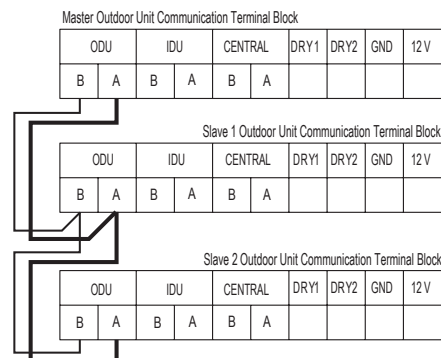 Master Outdoor Unit Communication Terminal Block
ODU IDU CENTRAL DRY1 DRY2 GND 12 V
B A B A B A
Slave 1 Outdoor Unit Communication Terminal Block
ODU IDU CENTRAL DRY1 DRY2 GND 12 V
B A B A B A
Slave 2 Outdoor Unit Communication Terminal Block
ODU IDU CENTRAL DRY1 DRY2 GND 12 V
B A B A B A